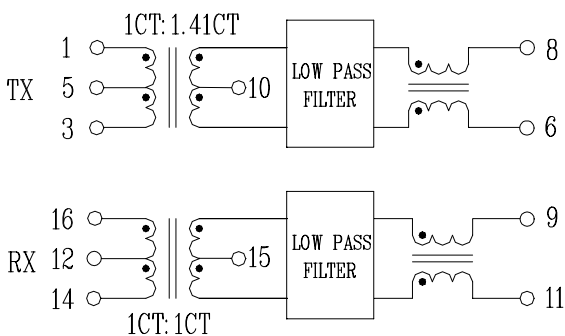 1CT:1.41CT
1
8
TX
5
10
LOW PASS
FILTER
3
6
16
9
RX
12
15
LOW PASS
FILTER
14
11
1CT:1CT